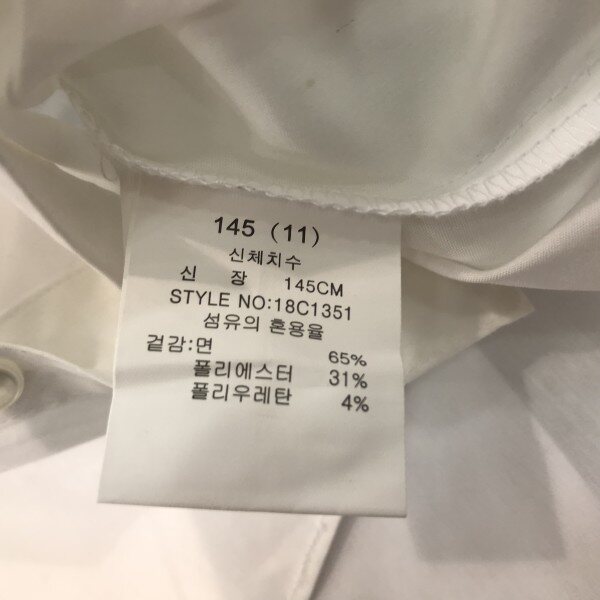 145 (11)
신체치수
신 장 145CM
STYLE NO:18C1351
섬유의 혼용율
겉감:면 65%
폴리에스터 31%
폴리우레탄 4%